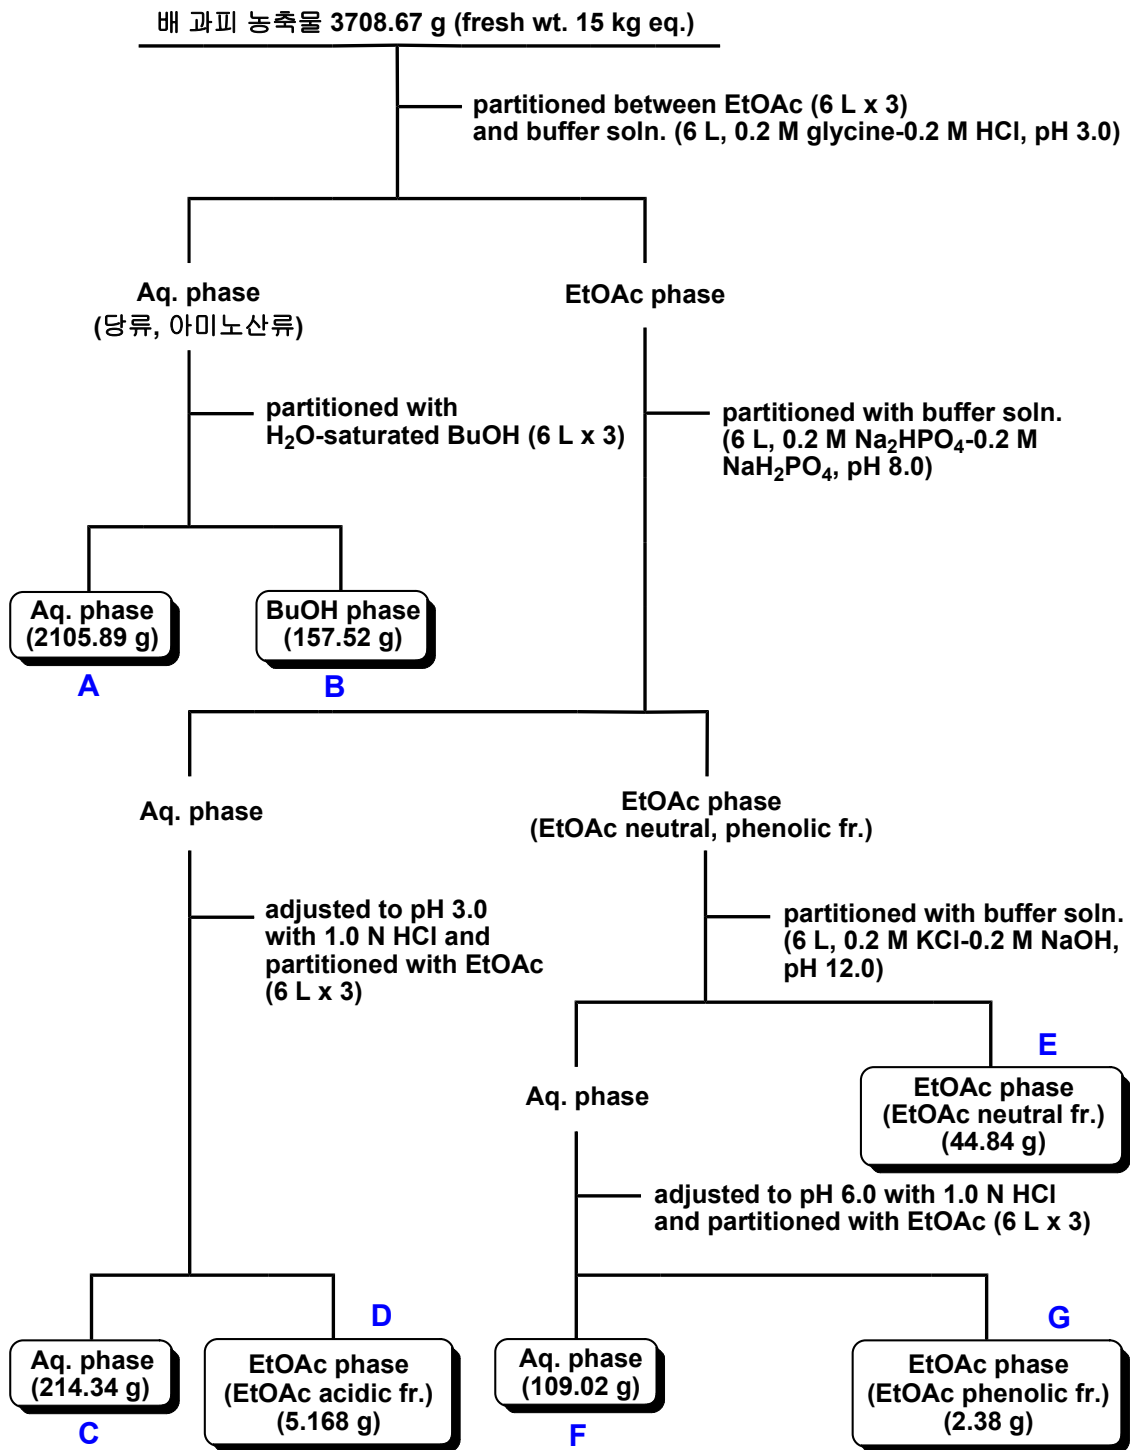 배 과피 농축물 3708.67 g (fresh wt. 15 kg eq.)
partitioned between EtOAc (6 L x 3)
and buffer soln. (6 L, 0.2 M glycine-0.2 M HCl, pH 3.0)
Aq. phase
(당류, 아미노산류)
EtOAc phase
partitioned with
H₂O-saturated BuOH (6 L x 3)
partitioned with buffer soln.
(6 L, 0.2 M Na₂HPO₄-0.2 M
NaH₂PO₄, pH 8.0)
Aq. phase
(2105.89 g)
A
BuOH phase
(157.52 g)
B
Aq. phase
EtOAc phase
(EtOAc neutral, phenolic fr.)
adjusted to pH 3.0
with 1.0 N HCl and
partitioned with EtOAc
(6 L x 3)
partitioned with buffer soln.
(6 L, 0.2 M KCl-0.2 M NaOH,
pH 12.0)
Aq. phase
E
EtOAc phase
(EtOAc neutral fr.)
(44.84 g)
adjusted to pH 6.0 with 1.0 N HCl
and partitioned with EtOAc (6 L x 3)
Aq. phase
(214.34 g)
C
D
EtOAc phase
(EtOAc acidic fr.)
(5.168 g)
Aq. phase
(109.02 g)
F
G
EtOAc phase
(EtOAc phenolic fr.)
(2.38 g)